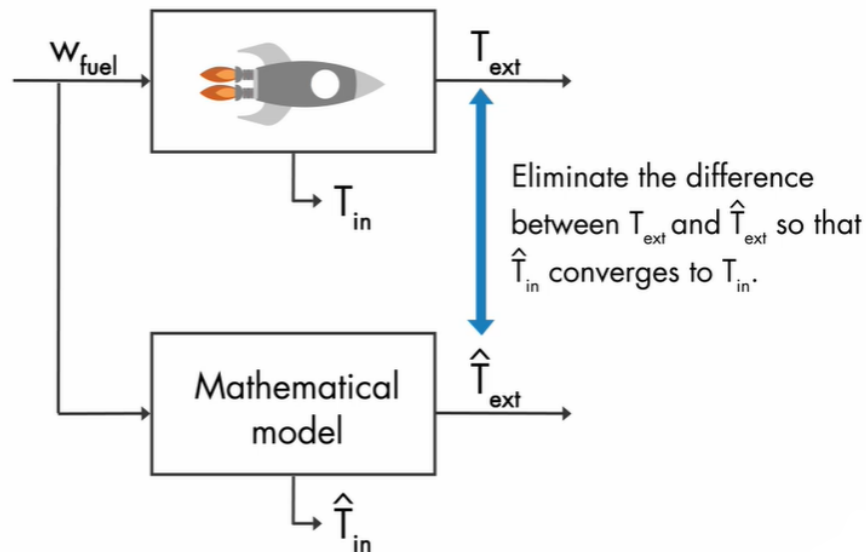 w_fuel
T_ext
T_in
Eliminate the difference
between T_ext and T̂_ext so that
T̂_in converges to T_in.
Mathematical
model
T̂_ext
T̂_in